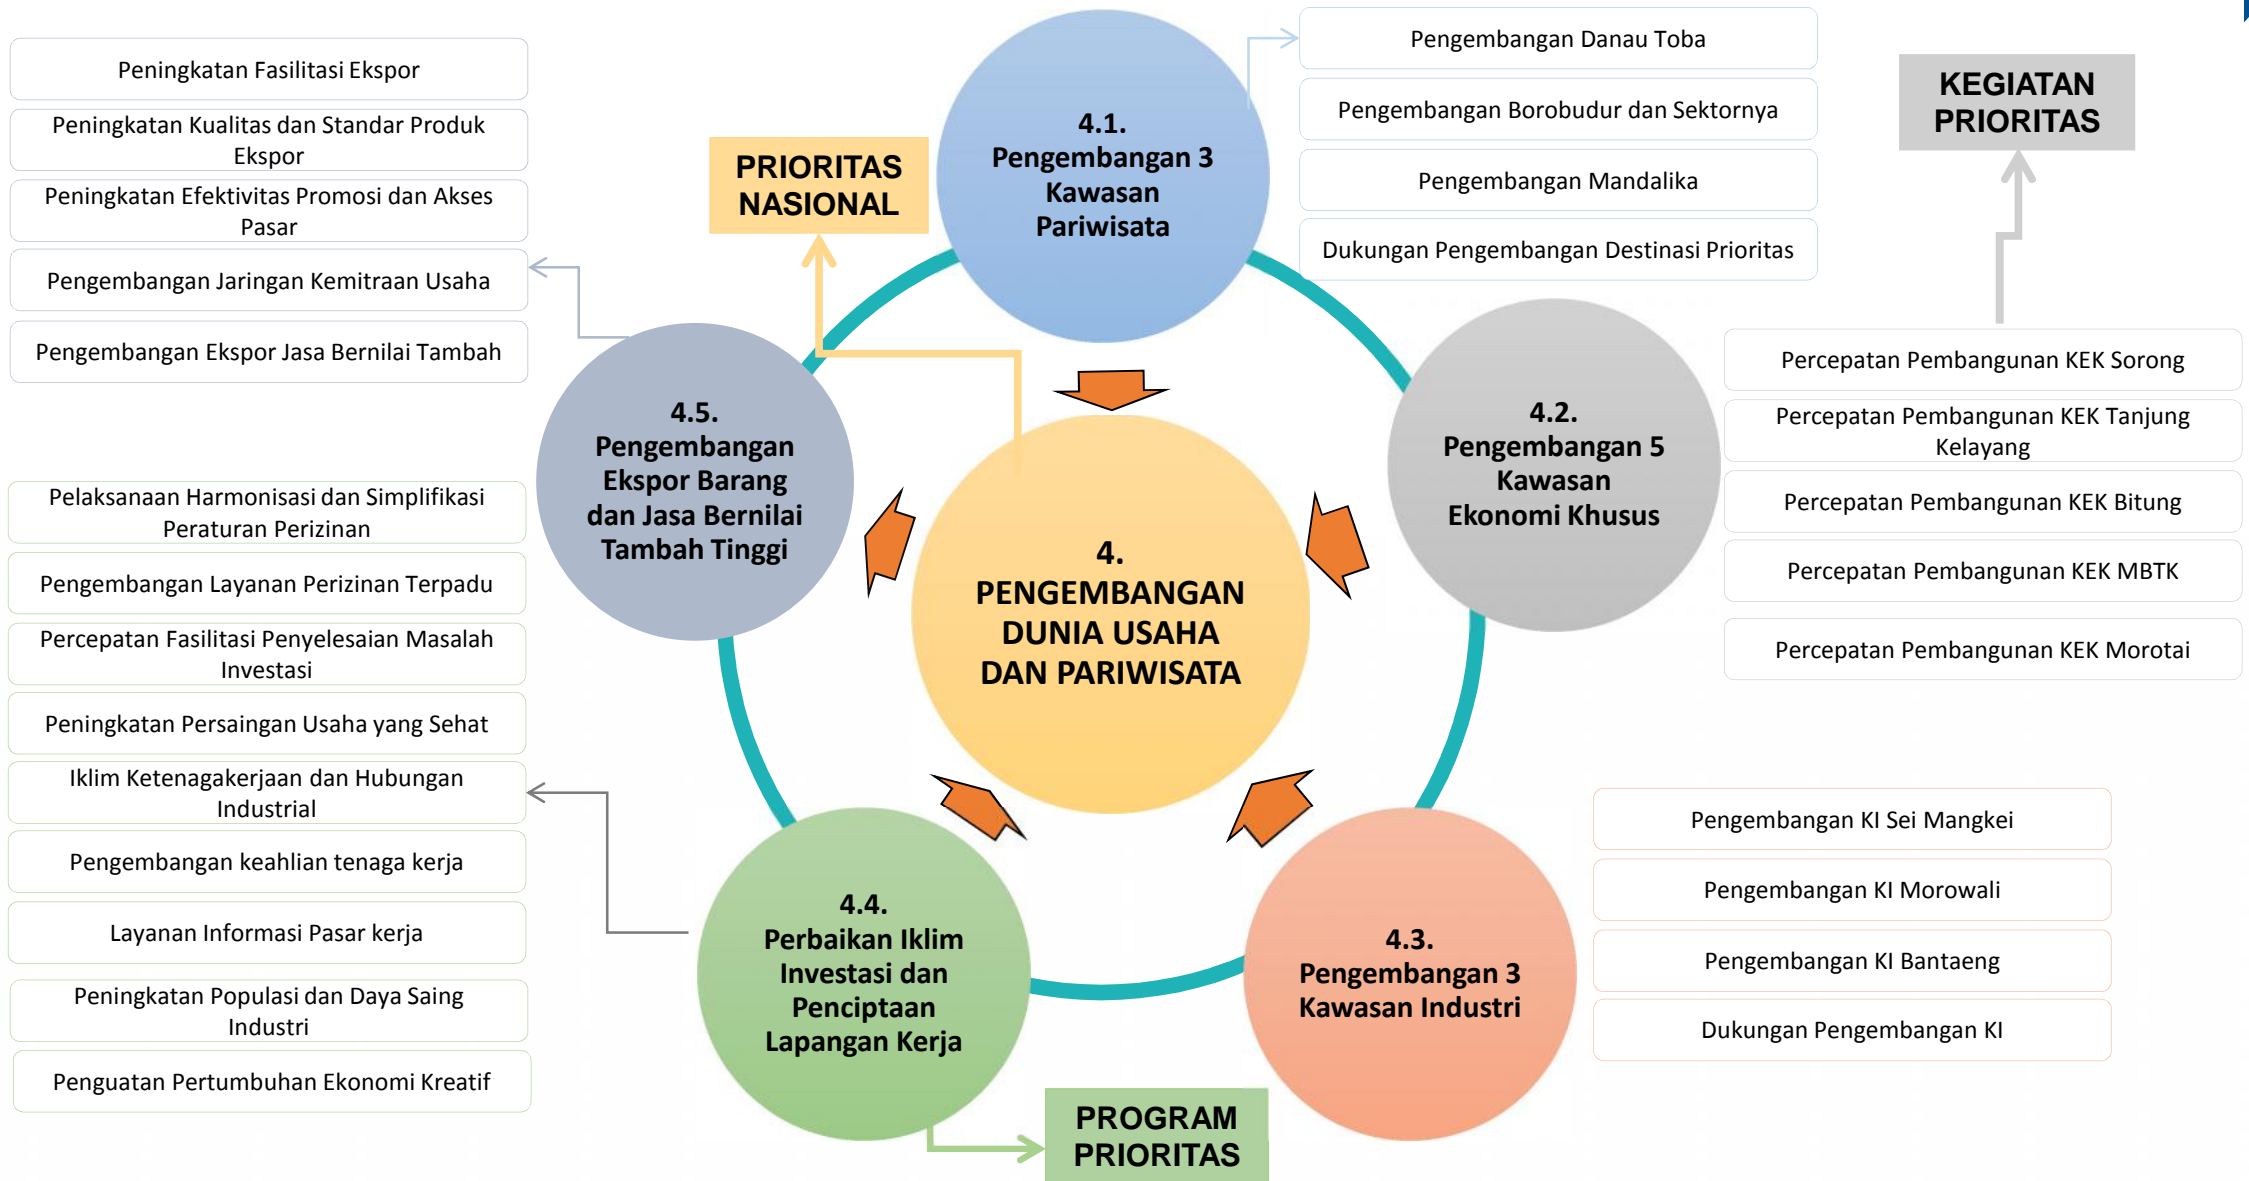 Peningkatan Fasilitasi Ekspor
Peningkatan Kualitas dan Standar Produk
Ekspor
Peningkatan Efektivitas Promosi dan Akses
Pasar
Pengembangan Jaringan Kemitraan Usaha
Pengembangan Ekspor Jasa Bernilai Tambah
Pelaksanaan Harmonisasi dan Simplifikasi
Peraturan Perizinan
Pengembangan Layanan Perizinan Terpadu
Percepatan Fasilitasi Penyelesaian Masalah
Investasi
Peningkatan Persaingan Usaha yang Sehat
Iklim Ketenagakerjaan dan Hubungan
Industrial
Pengembangan keahlian tenaga kerja
Layanan Informasi Pasar kerja
Peningkatan Populasi dan Daya Saing
Industri
Penguatan Pertumbuhan Ekonomi Kreatif
PRIORITAS
NASIONAL
4.1.
Pengembangan 3
Kawasan
Pariwisata
4.5.
Pengembangan
Ekspor Barang
dan Jasa Bernilai
Tambah Tinggi
4.
PENGEMBANGAN
DUNIA USAHA
DAN PARIWISATA
4.2.
Pengembangan 5
Kawasan
Ekonomi Khusus
4.4.
Perbaikan Iklim
Investasi dan
Penciptaan
Lapangan Kerja
4.3.
Pengembangan 3
Kawasan Industri
PROGRAM
PRIORITAS
Pengembangan Danau Toba
Pengembangan Borobudur dan Sektornya
Pengembangan Mandalika
Dukungan Pengembangan Destinasi Prioritas
KEGIATAN
PRIORITAS
Percepatan Pembangunan KEK Sorong
Percepatan Pembangunan KEK Tanjung
Kelayang
Percepatan Pembangunan KEK Bitung
Percepatan Pembangunan KEK MBTK
Percepatan Pembangunan KEK Morotai
Pengembangan KI Sei Mangkei
Pengembangan KI Morowali
Pengembangan KI Bantaeng
Dukungan Pengembangan KI